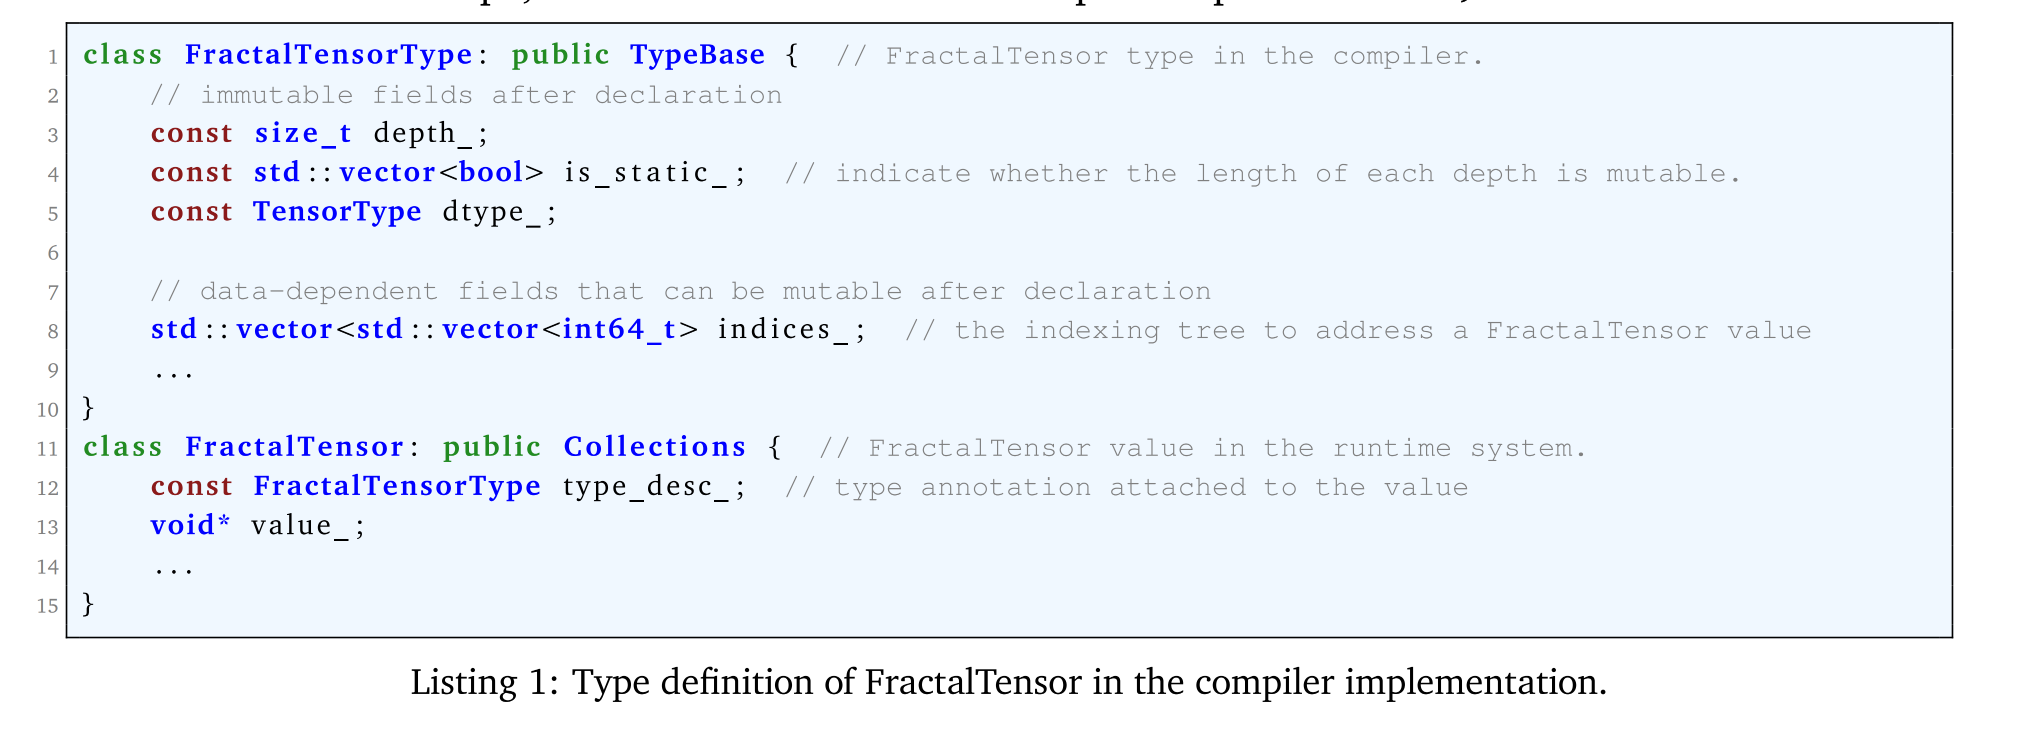 1 class FractalTensorType: public TypeBase { // FractalTensor type in the compiler.
2 // immutable fields after declaration
3 const size_t depth_;
4 const std::vector<bool> is_static_; // indicate whether the length of each depth is mutable.
5 const TensorType dtype_;
6
7 // data-dependent fields that can be mutable after declaration
8 std::vector<std::vector<int64_t> indices_; // the indexing tree to address a FractalTensor value
9 ...
10 }
11 class FractalTensor: public Collections { // FractalTensor value in the runtime system.
12 const FractalTensorType type_desc_; // type annotation attached to the value
13 void* value_;
14 ...
15 }
Listing 1: Type definition of FractalTensor in the compiler implementation.